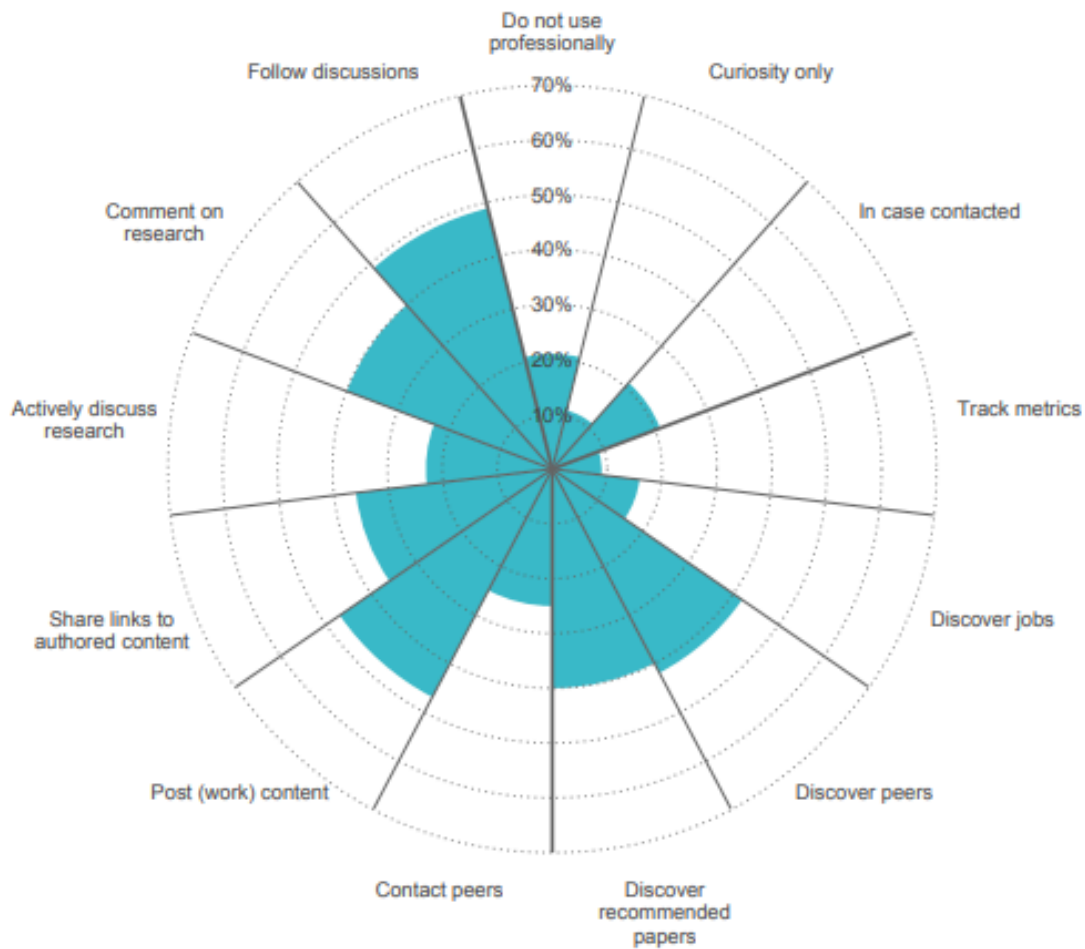 Do not use
professionally
Follow discussions
Curiosity only
70%
60%
50%
40%
30%
20%
10%
Comment on
research
In case contacted
Actively discuss
research
Track metrics
Share links to
authored content
Discover jobs
Post (work) content
Discover peers
Contact peers
Discover
recommended
papers